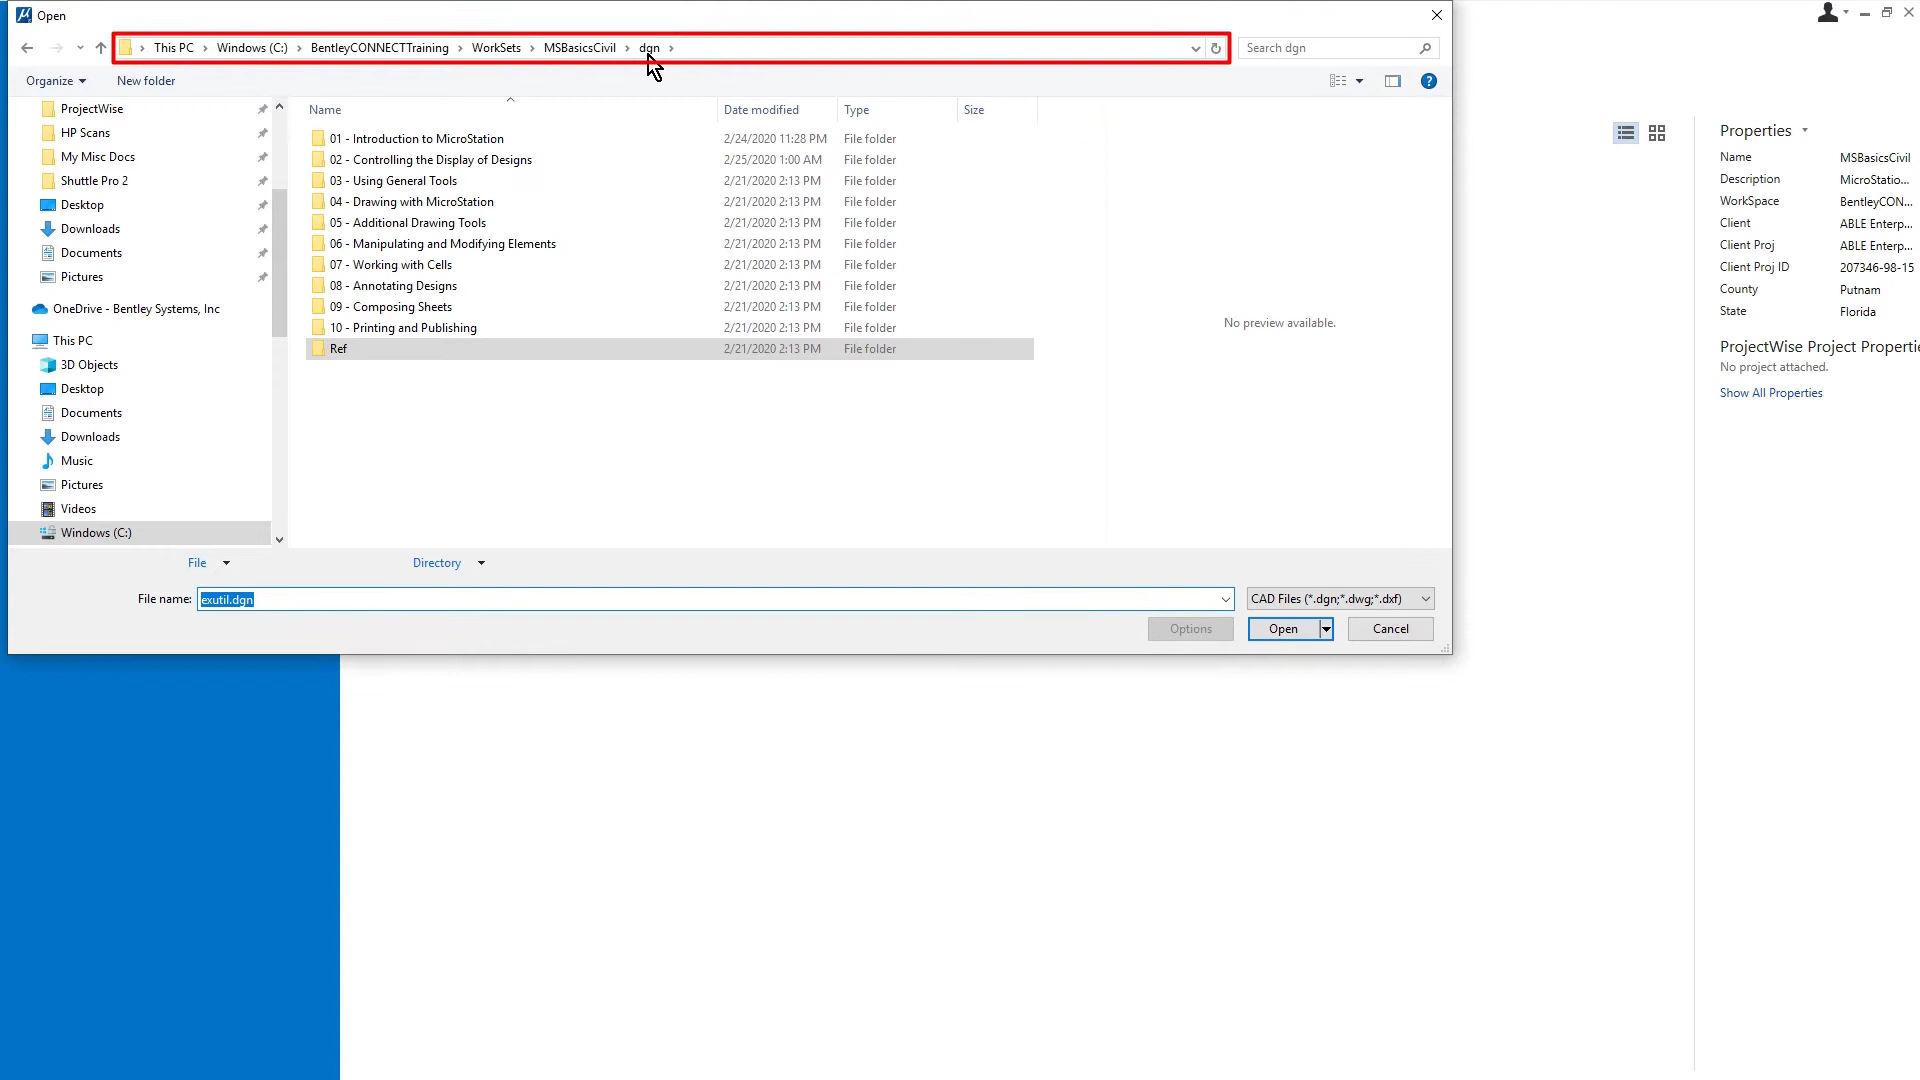 Open
This PC > Windows (C:) > BentleyCONNECTTraining > WorkSets > MSBasicsCivil > dgn >
Search dgn
Organize
New folder
ProjectWise
HP Scans
My Misc Docs
Shuttle Pro 2
Desktop
Downloads
Documents
Pictures
OneDrive - Bentley Systems, Inc
This PC
3D Objects
Desktop
Documents
Downloads
Music
Pictures
Videos
Windows (C:)
Name Date modified Type Size
01 - Introduction to MicroStation 2/24/2020 11:28 PM File folder
02 - Controlling the Display of Designs 2/25/2020 1:00 AM File folder
03 - Using General Tools 2/21/2020 2:13 PM File folder
04 - Drawing with MicroStation 2/21/2020 2:13 PM File folder
05 - Additional Drawing Tools 2/21/2020 2:13 PM File folder
06 - Manipulating and Modifying Elements 2/21/2020 2:13 PM File folder
07 - Working with Cells 2/21/2020 2:13 PM File folder
08 - Annotating Designs 2/21/2020 2:13 PM File folder
09 - Composing Sheets 2/21/2020 2:13 PM File folder
10 - Printing and Publishing 2/21/2020 2:13 PM File folder
Ref 2/21/2020 2:13 PM File folder
No preview available.
File Directory
File name: exutil.dgn CAD Files (*.dgn;*.dwg;*.dxf)
Options Open Cancel
Properties
Name MSBasicsCivil
Description MicroStatio...
WorkSpace BentleyCON...
Client ABLE Enterp...
Client Proj ABLE Enterp...
Client Proj ID 207346-98-15
County Putnam
State Florida
ProjectWise Project Propertie
No project attached.
Show All Properties